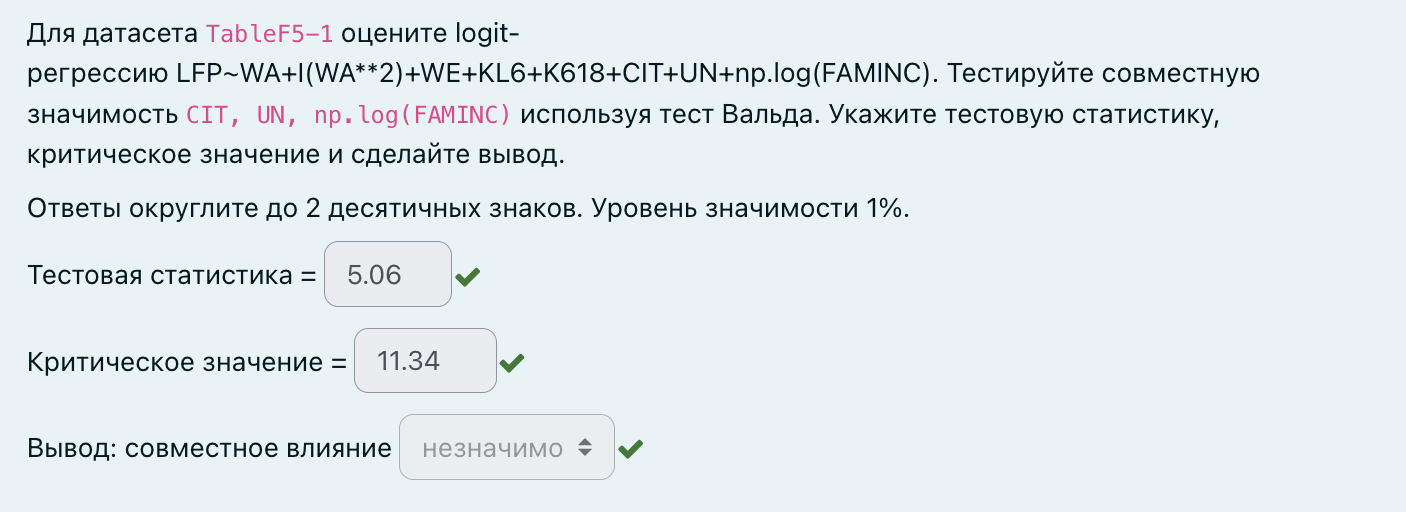 Для датасета TableF5-1 оцените logit-
регрессию LFP~WA+I(WA**2)+WE+KL6+K618+CIT+UN+np.log(FAMINC). Тестируйте совместную
значимость CIT, UN, np.log(FAMINC) используя тест Вальда. Укажите тестовую статистику,
критическое значение и сделайте вывод.
Ответы округлите до 2 десятичных знаков. Уровень значимости 1%.
Тестовая статистика = 5.06
Критическое значение = 11.34
Вывод: совместное влияние незначимо